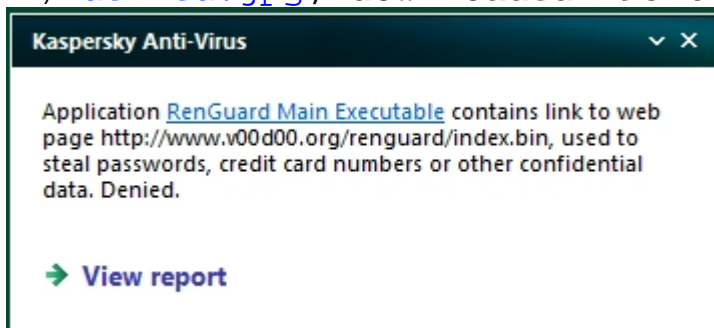 Kaspersky Anti-Virus
Application RenGuard Main Executable contains link to web
page http://www.v00d00.org/renguard/index.bin, used to
steal passwords, credit card numbers or other confidential
data. Denied.
View report